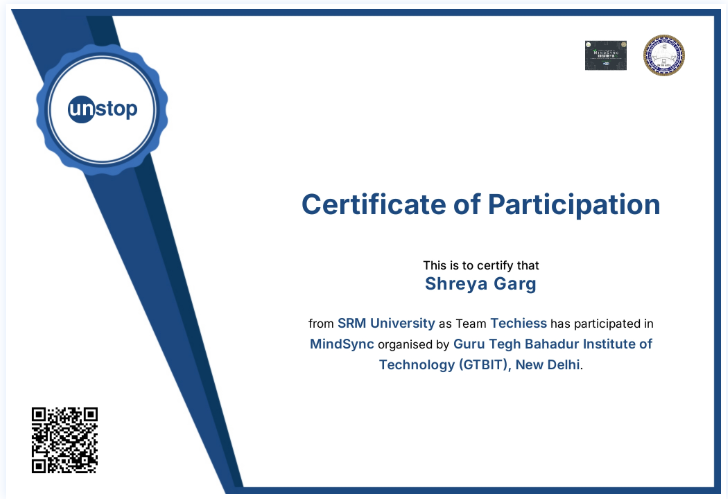 unstop
Certificate of Participation
This is to certify that
Shreya Garg
from SRM University as Team Techiess has participated in
MindSync organised by Guru Tegh Bahadur Institute of
Technology (GTBIT), New Delhi.